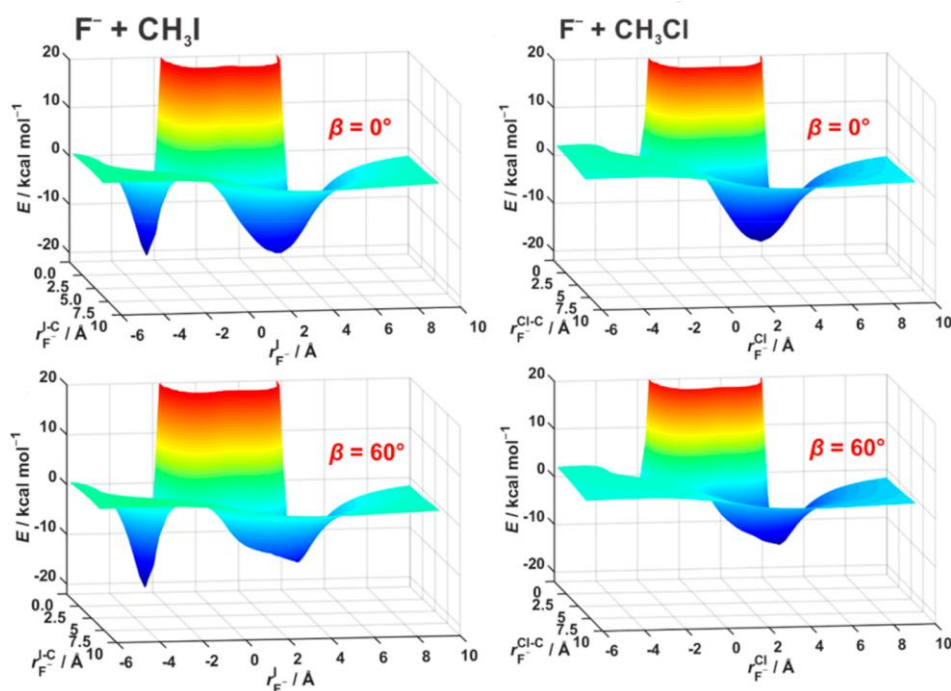 F⁻ + CH₃I
F⁻ + CH₃Cl
20
10
0
-10
-20
E / kcal mol⁻¹
β = 0°
0.0
2.5
5.0
7.5
10
r_F⁻^I-C / Å
-6 -4 -2 0 2 4 6 8 10
r_F⁻^I / Å
20
10
0
-10
-20
E / kcal mol⁻¹
β = 0°
0
2.5
5
7.5
10
r_F⁻^Cl-C / Å
-6 -4 -2 0 2 4 6 8 10
r_F⁻^Cl / Å
20
10
0
-10
-20
E / kcal mol⁻¹
β = 60°
0.0
2.5
5.0
7.5
10
r_F⁻^I-C / Å
-6 -4 -2 0 2 4 6 8 10
r_F⁻^I / Å
20
10
0
-10
-20
E / kcal mol⁻¹
β = 60°
0
2.5
5
7.5
10
r_F⁻^Cl-C / Å
-6 -4 -2 0 2 4 6 8 10
r_F⁻^Cl / Å